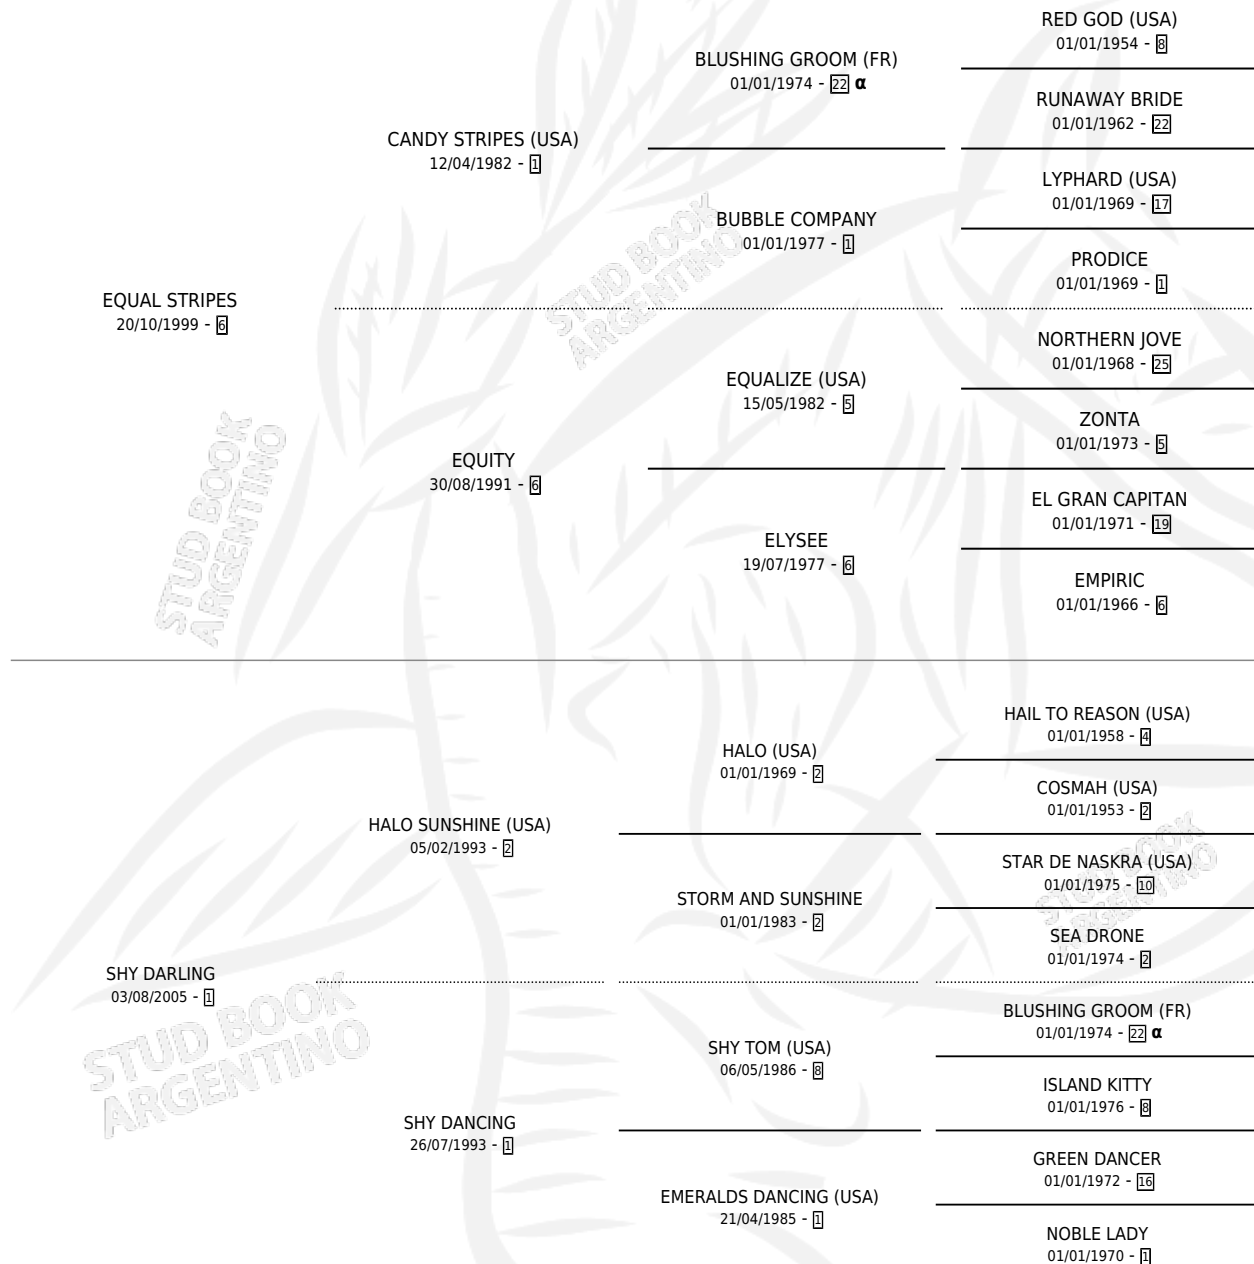 RED GOD (USA)
01/01/1954 - 8
BLUSHING GROOM (FR)
01/01/1974 - 22 α
RUNAWAY BRIDE
01/01/1962 - 22
CANDY STRIPES (USA)
12/04/1982 - 1
LYPHARD (USA)
01/01/1969 - 17
BUBBLE COMPANY
01/01/1977 - 1
PRODICE
01/01/1969 - 1
EQUAL STRIPES
20/10/1999 - 6
NORTHERN JOVE
01/01/1968 - 25
EQUALIZE (USA)
15/05/1982 - 5
ZONTA
01/01/1973 - 5
EQUITY
30/08/1991 - 6
EL GRAN CAPITAN
01/01/1971 - 19
ELYSEE
19/07/1977 - 6
EMPIRIC
01/01/1966 - 6
STUD BOOK
ARGENTINO
STUD BOOK
ARGENTINO
HAIL TO REASON (USA)
01/01/1958 - 4
HALO (USA)
01/01/1969 - 2
COSMAH (USA)
01/01/1953 - 2
HALO SUNSHINE (USA)
05/02/1993 - 2
STAR DE NASKRA (USA)
01/01/1975 - 10
STORM AND SUNSHINE
01/01/1983 - 2
SEA DRONE
01/01/1974 - 2
SHY DARLING
03/08/2005 - 1
BLUSHING GROOM (FR)
01/01/1974 - 22 α
SHY TOM (USA)
06/05/1986 - 8
ISLAND KITTY
01/01/1976 - 8
SHY DANCING
26/07/1993 - 1
GREEN DANCER
01/01/1972 - 16
EMERALDS DANCING (USA)
21/04/1985 - 1
NOBLE LADY
01/01/1970 - 1
STUD BOOK
ARGENTINO
STUD BOOK
ARGENTINO